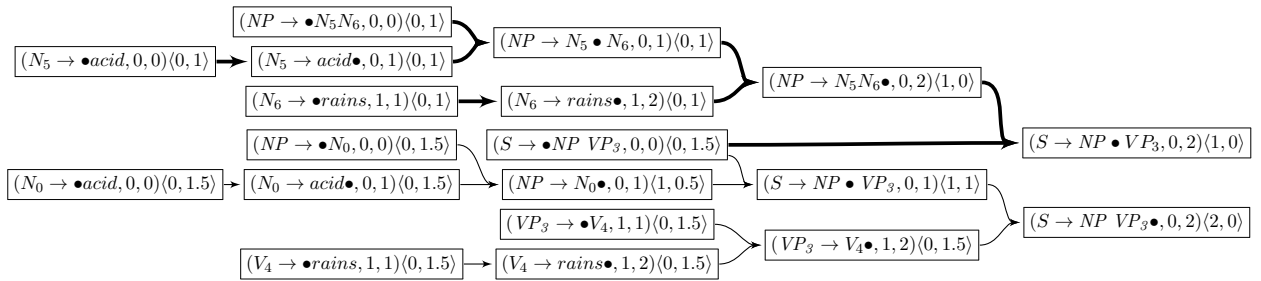 (NP → •N₅N₆, 0, 0)⟨0, 1⟩
(N₅ → •acid, 0, 0)⟨0, 1⟩
(N₅ → acid•, 0, 1)⟨0, 1⟩
(NP → N₅ • N₆, 0, 1)⟨0, 1⟩
(NP → N₅N₆•, 0, 2)⟨1, 0⟩
(N₆ → •rains, 1, 1)⟨0, 1⟩
(N₆ → rains•, 1, 2)⟨0, 1⟩
(NP → •N₀, 0, 0)⟨0, 1.5⟩
(S → •NP VP₃, 0, 0)⟨0, 1.5⟩
(S → NP • VP₃, 0, 2)⟨1, 0⟩
(N₀ → •acid, 0, 0)⟨0, 1.5⟩
(N₀ → acid•, 0, 1)⟨0, 1.5⟩
(NP → N₀•, 0, 1)⟨1, 0.5⟩
(S → NP • VP₃, 0, 1)⟨1, 1⟩
(VP₃ → •V₄, 1, 1)⟨0, 1.5⟩
(S → NP VP₃•, 0, 2)⟨2, 0⟩
(VP₃ → V₄•, 1, 2)⟨0, 1.5⟩
(V₄ → •rains, 1, 1)⟨0, 1.5⟩
(V₄ → rains•, 1, 2)⟨0, 1.5⟩